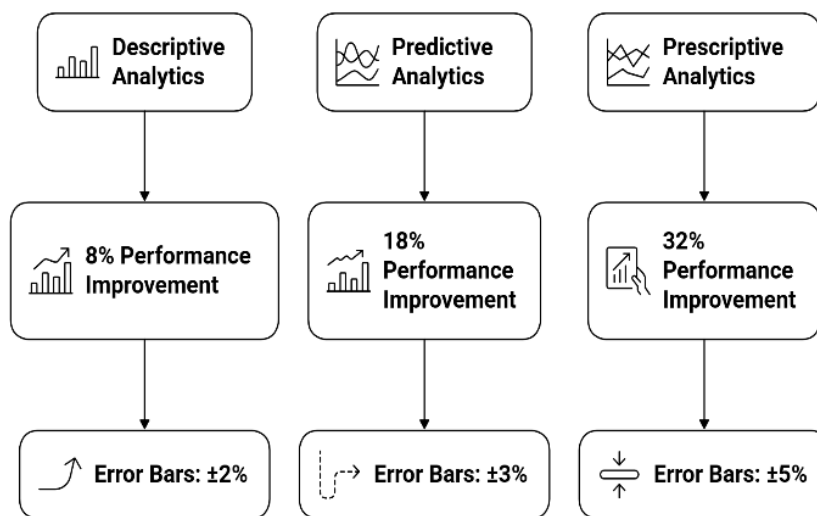 Descriptive
Analytics
Predictive
Analytics
Prescriptive
Analytics
8% Performance
Improvement
18%
Performance
Improvement
32%
Performance
Improvement
Error Bars: ±2%
Error Bars: ±3%
Error Bars: ±5%